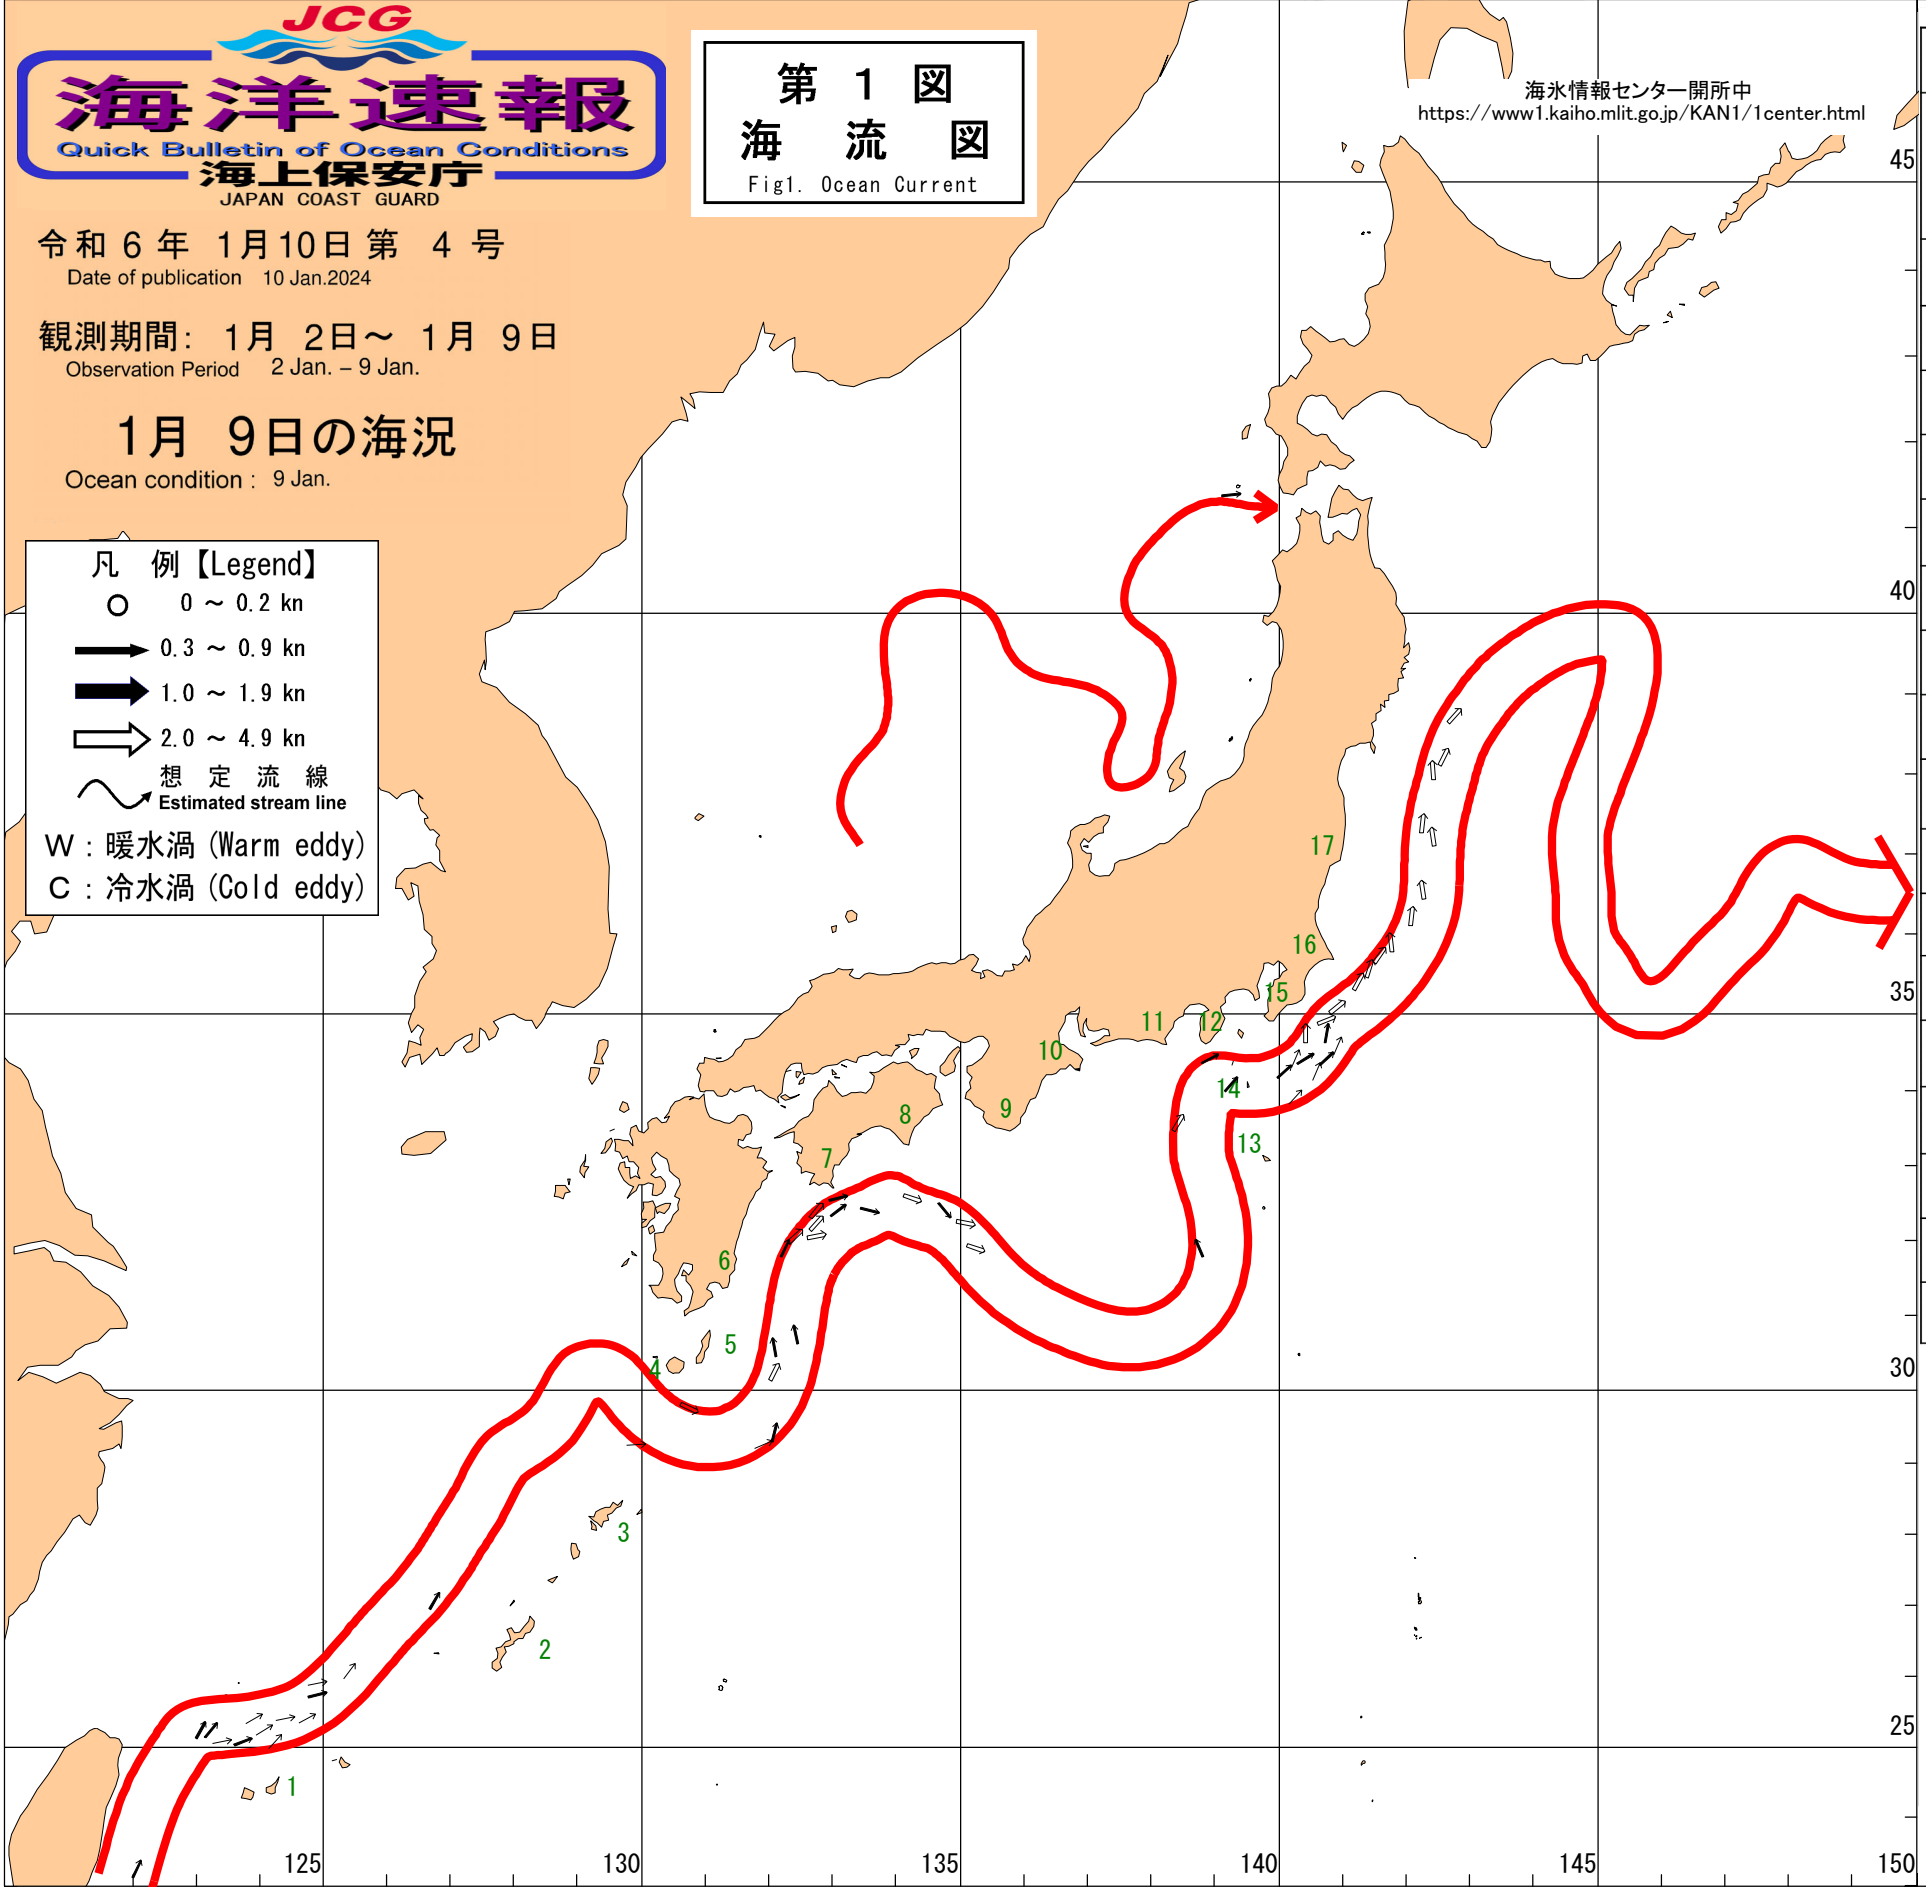 JCG
海洋速報
Quick Bulletin of Ocean Conditions
海上保安庁
JAPAN COAST GUARD
令和 6 年 1月10日 第 4 号
Date of publication 10 Jan.2024
観測期間: 1月 2日～ 1月 9日
Observation Period 2 Jan. – 9 Jan.
1月 9日の海況
Ocean condition : 9 Jan.
第 1 図
海 流 図
Fig1. Ocean Current
海氷情報センター開所中
https://www1.kaiho.mlit.go.jp/KAN1/1center.html
凡 例【Legend】
0 ～ 0.2 kn
0.3 ～ 0.9 kn
1.0 ～ 1.9 kn
2.0 ～ 4.9 kn
想 定 流 線
Estimated stream line
W : 暖水渦 (Warm eddy)
C : 冷水渦 (Cold eddy)
45
40
17
16
15
35
11
12
10
14
9
8
13
7
6
5
4
30
3
2
25
1
125
130
135
140
145
150